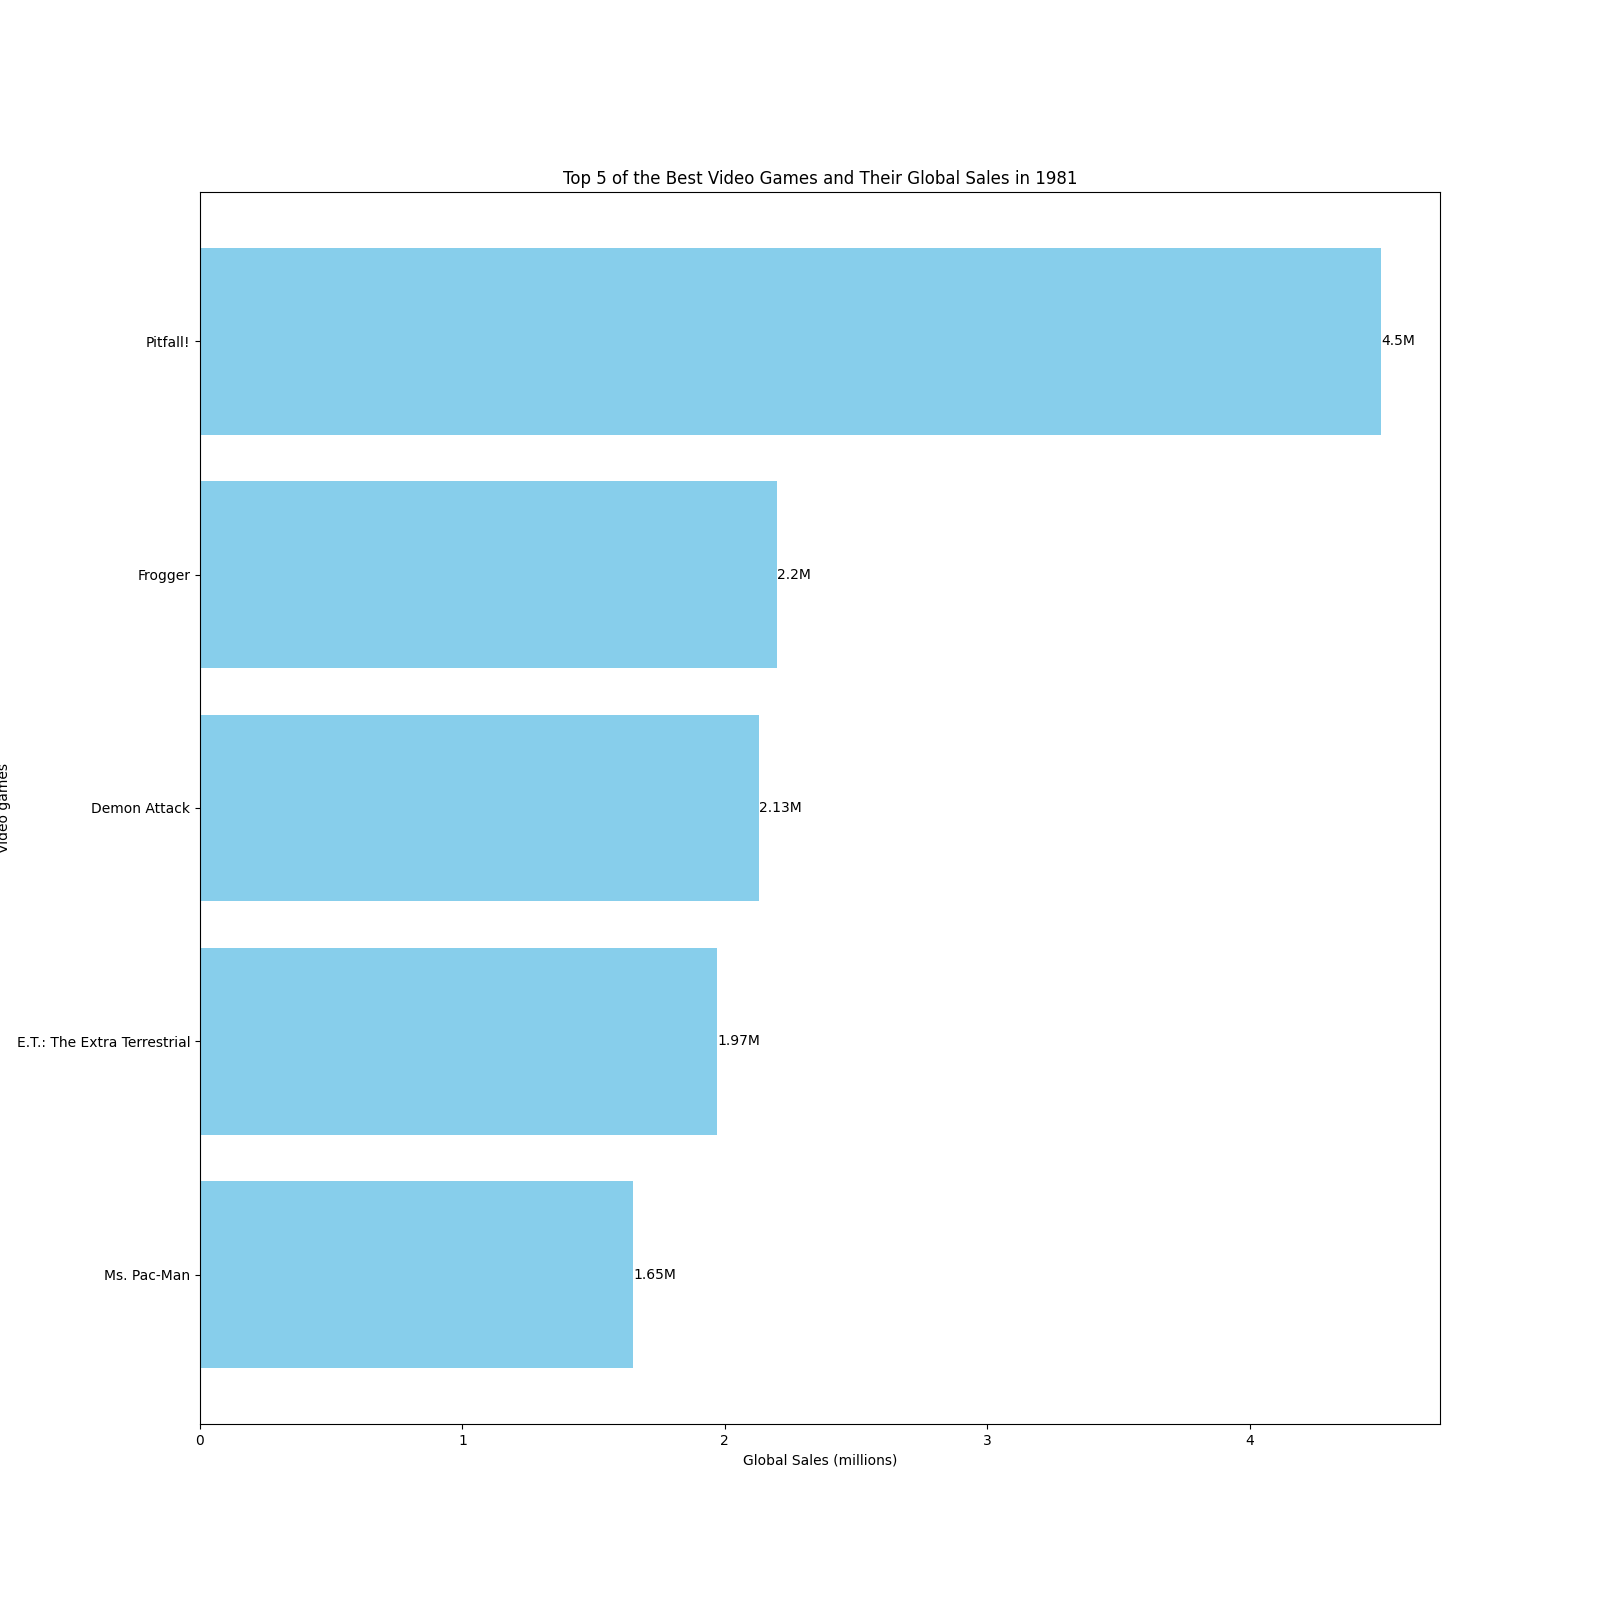 Top 5 of the Best Video Games and Their Global Sales in 1981
Pitfall!
4.5M
Frogger
2.2M
Demon Attack
2.13M
Video games
E.T.: The Extra Terrestrial
1.97M
Ms. Pac-Man
1.65M
0 1 2 3 4
Global Sales (millions)